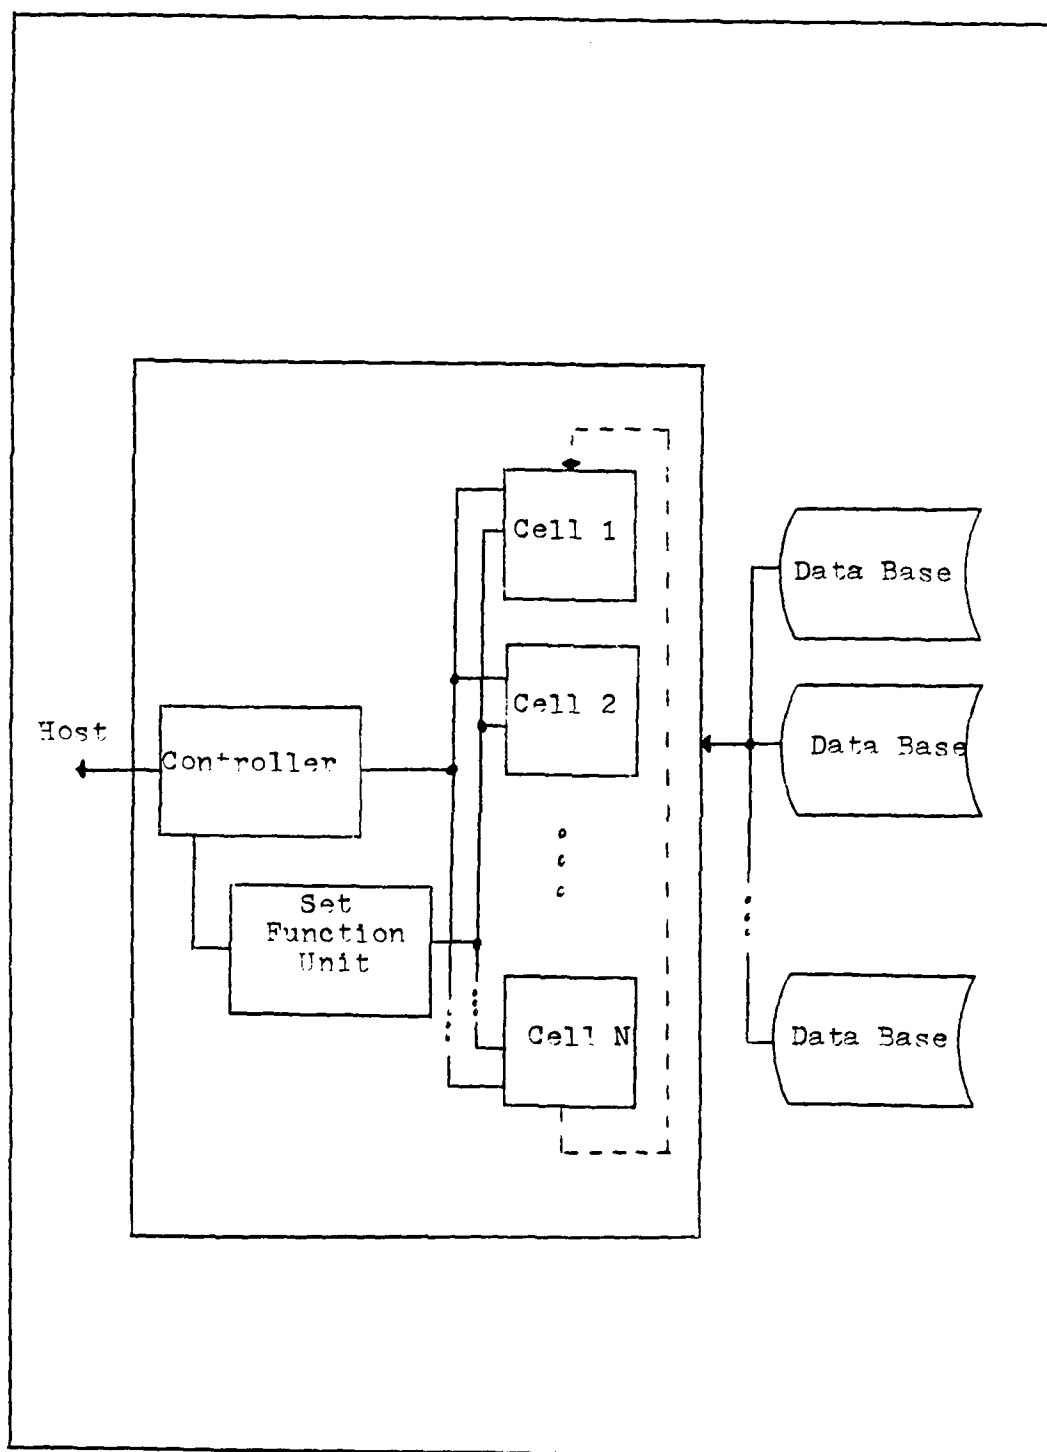 Cell 1
Data Base
Cell 2
Host
Controller
Data Base
Set
Function
Unit
Cell N
Data Base